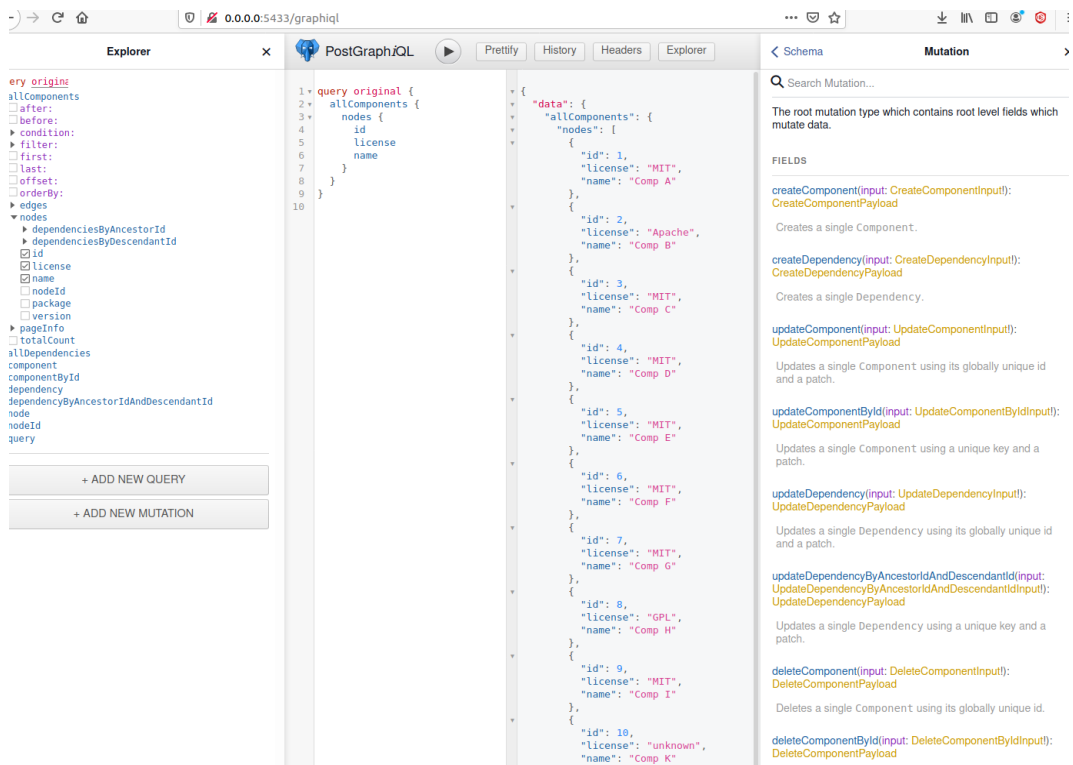 0.0.0.0:5433/graphiql
Explorer
ery origina
allComponents
after:
before:
condition:
filter:
first:
last:
offset:
orderBy:
edges
nodes
dependenciesByAncestorId
dependenciesByDescendantId
id
license
name
nodeId
package
version
pageInfo
totalCount
allDependencies
component
componentById
dependency
dependencyByAncestorIdAndDescendantId
node
nodeId
query
+ ADD NEW QUERY
+ ADD NEW MUTATION
PostGraphiQL
Prettify
History
Headers
Explorer
1 query original {
2 allComponents {
3 nodes {
4 id
5 license
6 name
7 }
8 }
9 }
10
{
"data": {
"allComponents": {
"nodes": [
{
"id": 1,
"license": "MIT",
"name": "Comp A"
},
{
"id": 2,
"license": "Apache",
"name": "Comp B"
},
{
"id": 3,
"license": "MIT",
"name": "Comp C"
},
{
"id": 4,
"license": "MIT",
"name": "Comp D"
},
{
"id": 5,
"license": "MIT",
"name": "Comp E"
},
{
"id": 6,
"license": "MIT",
"name": "Comp F"
},
{
"id": 7,
"license": "MIT",
"name": "Comp G"
},
{
"id": 8,
"license": "GPL",
"name": "Comp H"
},
{
"id": 9,
"license": "MIT",
"name": "Comp I"
},
{
"id": 10,
"license": "unknown",
"name": "Comp K"
Schema
Mutation
Search Mutation...
The root mutation type which contains root level fields which
mutate data.
FIELDS
createComponent(input: CreateComponentInput!):
CreateComponentPayload
Creates a single Component.
createDependency(input: CreateDependencyInput!):
CreateDependencyPayload
Creates a single Dependency.
updateComponent(input: UpdateComponentInput!):
UpdateComponentPayload
Updates a single Component using its globally unique id
and a patch.
updateComponentById(input: UpdateComponentByIdInput!):
UpdateComponentPayload
Updates a single Component using a unique key and a
patch.
updateDependency(input: UpdateDependencyInput!):
UpdateDependencyPayload
Updates a single Dependency using its globally unique id
and a patch.
updateDependencyByAncestorIdAndDescendantId(input:
UpdateDependencyByAncestorIdAndDescendantIdInput!):
UpdateDependencyPayload
Updates a single Dependency using a unique key and a
patch.
deleteComponent(input: DeleteComponentInput!):
DeleteComponentPayload
Deletes a single Component using its globally unique id.
deleteComponentById(input: DeleteComponentByIdInput!):
DeleteComponentPayload